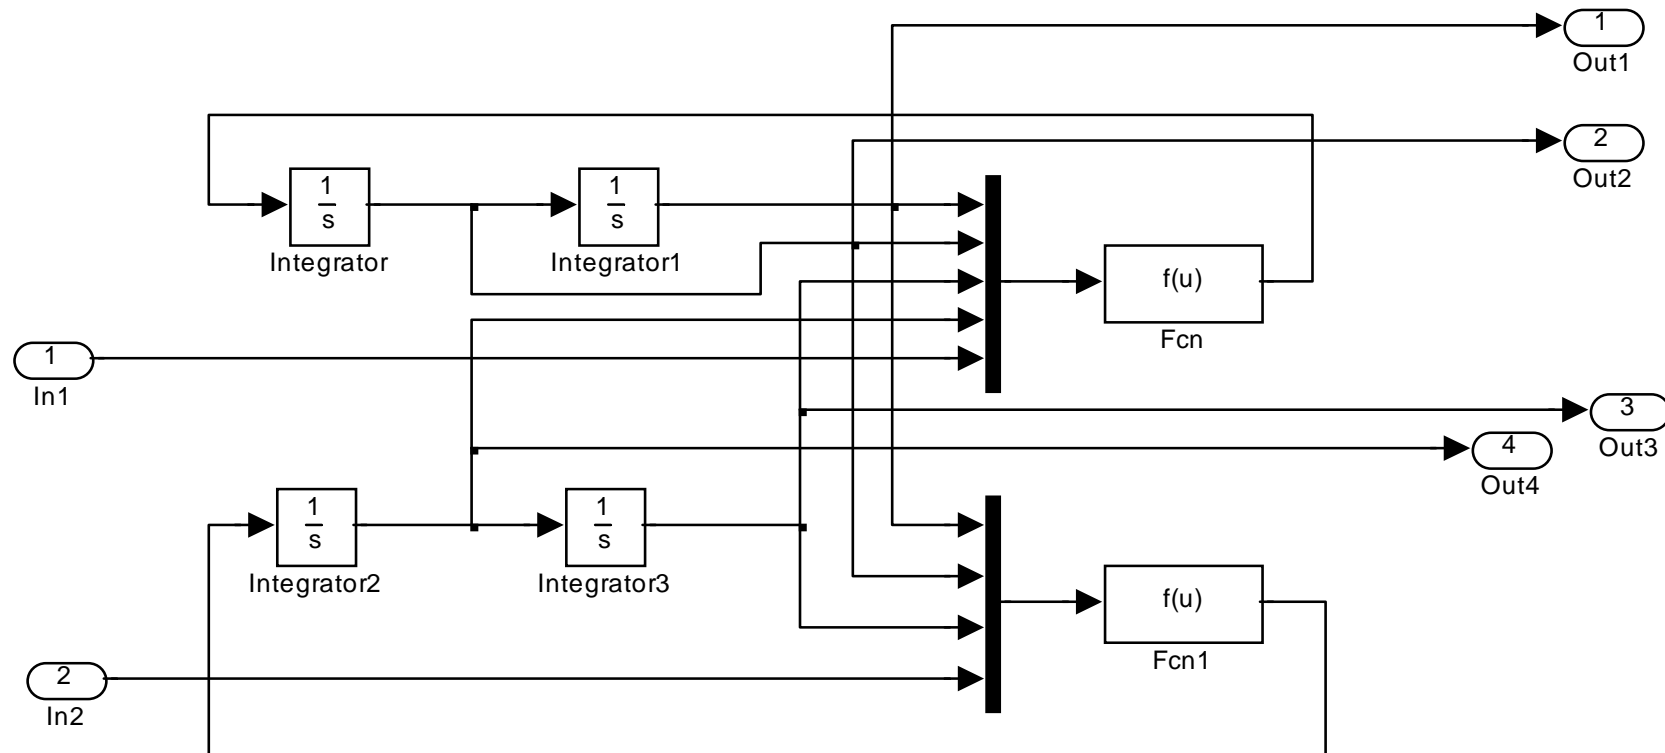 1
Out1
2
Out2
1
s
Integrator
1
s
Integrator1
f(u)
Fcn
1
In1
3
Out3
4
Out4
1
s
Integrator2
1
s
Integrator3
f(u)
Fcn1
2
In2